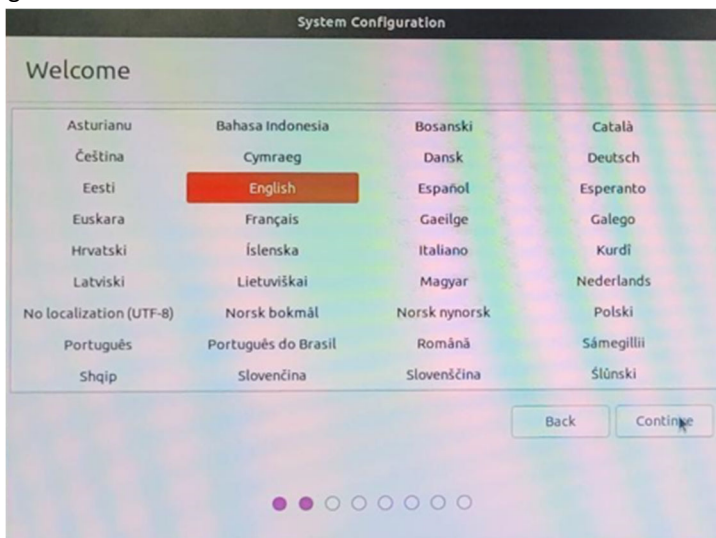 System Configuration
Welcome
Asturianu Bahasa Indonesia Bosanski Català
Čeština Cymraeg Dansk Deutsch
Eesti English Español Esperanto
Euskara Français Gaeilge Galego
Hrvatski Íslenska Italiano Kurdî
Latviski Lietuviškai Magyar Nederlands
No localization (UTF-8) Norsk bokmål Norsk nynorsk Polski
Português Português do Brasil Română Sámegillii
Shqip Slovenčina Slovenščina Ślůnski
Back Continue